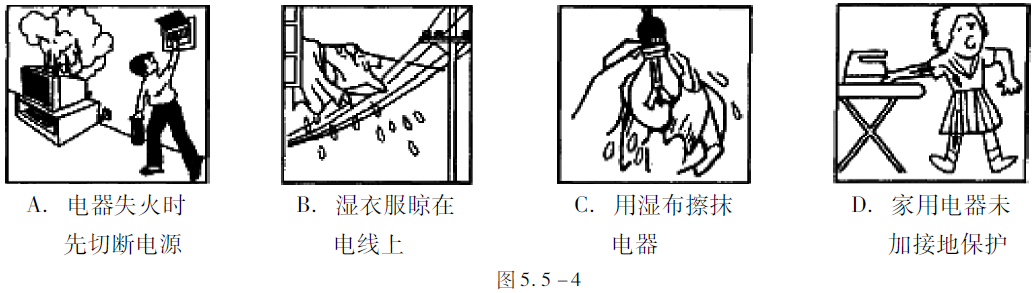 A. 电器失火时
先切断电源
B. 湿衣服晾在
电线上
C. 用湿布擦抹
电器
D. 家用电器未
加接地保护
图5.5-4